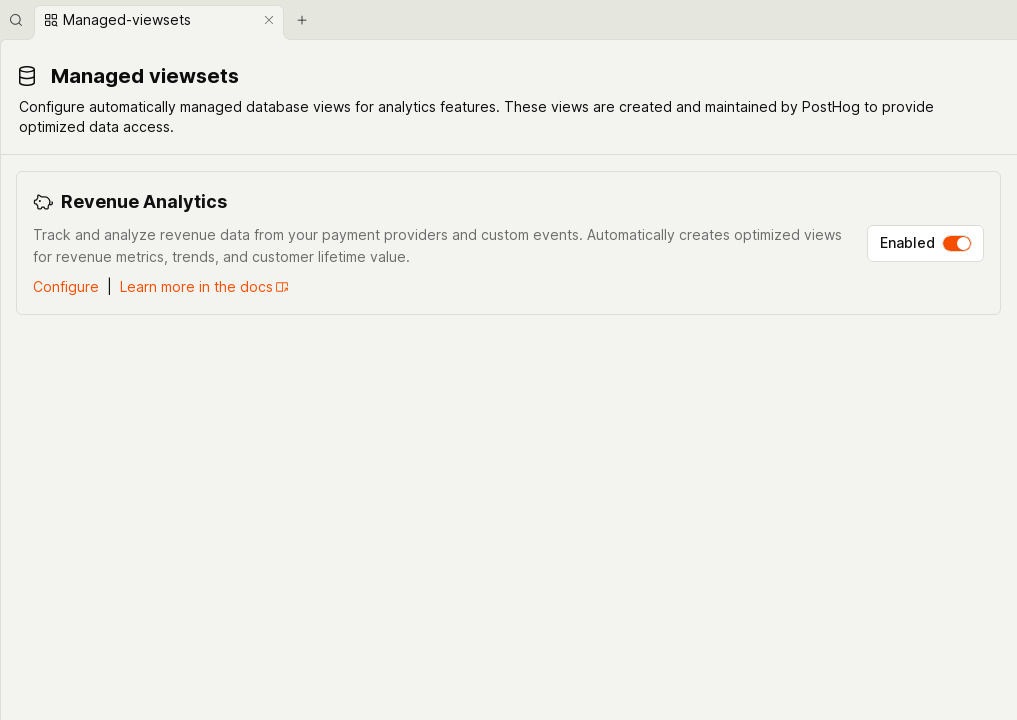 Managed-viewsets
Managed viewsets
Configure automatically managed database views for analytics features. These views are created and maintained by PostHog to provide
optimized data access.
Revenue Analytics
Track and analyze revenue data from your payment providers and custom events. Automatically creates optimized views
for revenue metrics, trends, and customer lifetime value.
Enabled
Configure | Learn more in the docs